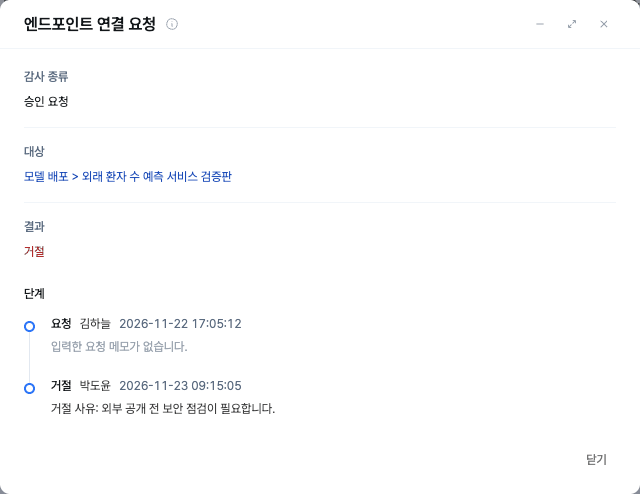 엔드포인트 연결 요청
감사 종류
승인 요청
대상
모델 배포 > 외래 환자 수 예측 서비스 검증판
결과
거절
단계
요청 김하늘 2026-11-22 17:05:12
입력한 요청 메모가 없습니다.
거절 박도윤 2026-11-23 09:15:05
거절 사유: 외부 공개 전 보안 점검이 필요합니다.
닫기